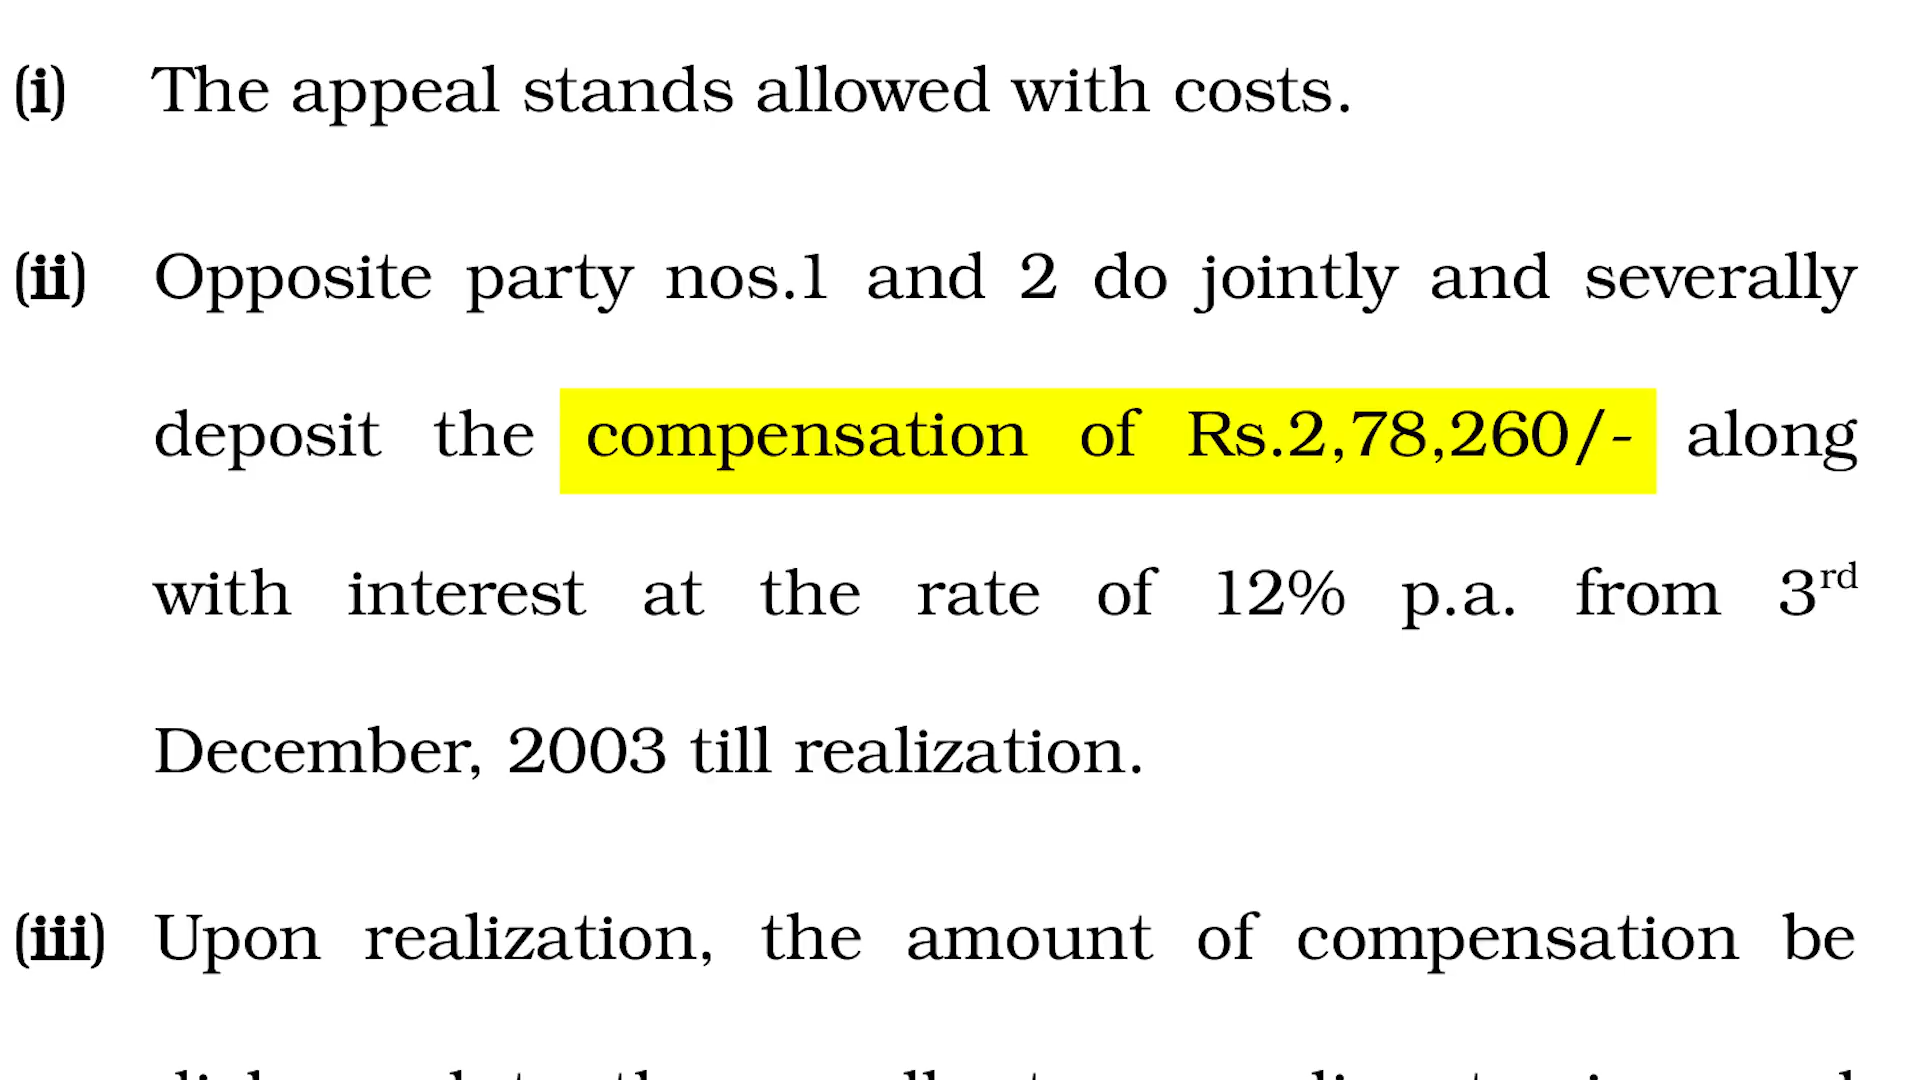 (i) The appeal stands allowed with costs.
(ii) Opposite party nos.1 and 2 do jointly and severally
deposit the compensation of Rs.2,78,260/- along
with interest at the rate of 12% p.a. from 3rd
December, 2003 till realization.
(iii) Upon realization, the amount of compensation be